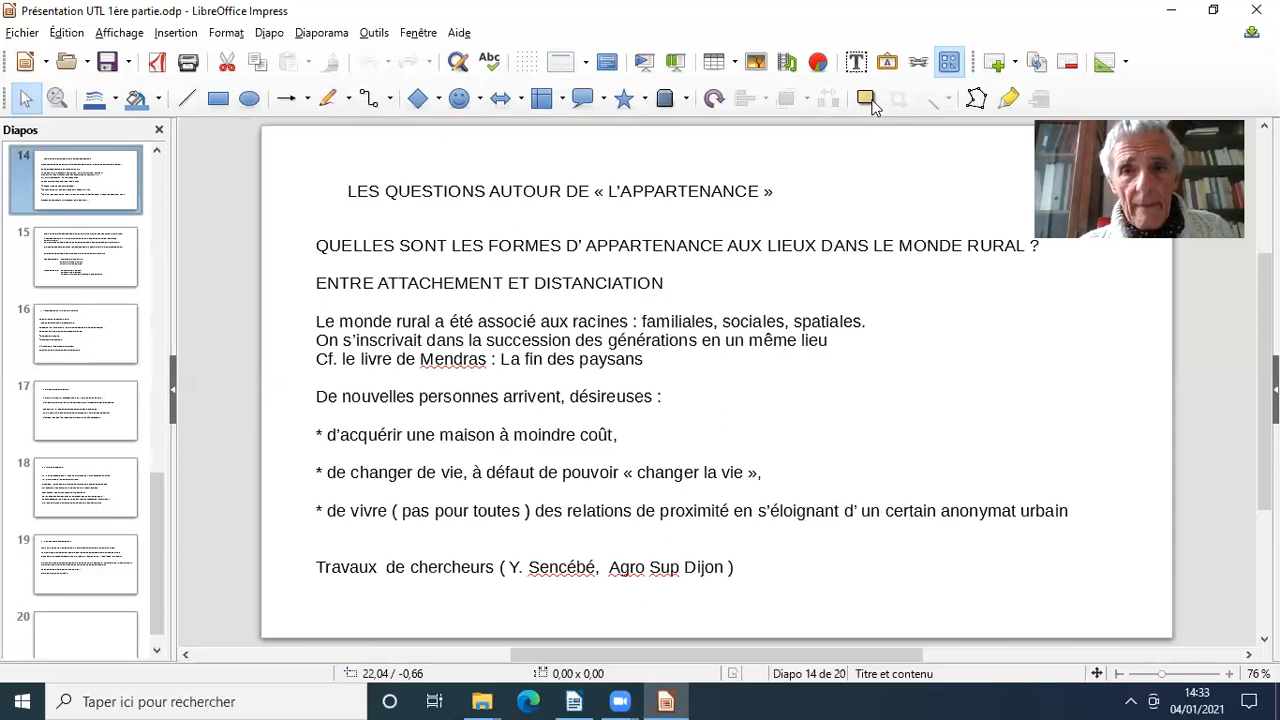 Présentation UTL 1ère partie.odp - LibreOffice Impress
Fichier Édition Affichage Insertion Format Diapo Diaporama Outils Fenêtre Aide
Abc
Diapos
14
15
16
17
18
19
20
LES QUESTIONS AUTOUR DE « L'APPARTENANCE »
QUELLES SONT LES FORMES D' APPARTENANCE AUX LIEUX DANS LE MONDE RURAL ?
ENTRE ATTACHEMENT ET DISTANCIATION
Le monde rural a été associé aux racines : familiales, sociales, spatiales.
On s'inscrivait dans la succession des générations en un même lieu
Cf. le livre de Mendras : La fin des paysans
De nouvelles personnes arrivent, désireuses :
* d'acquérir une maison à moindre coût,
* de changer de vie, à défaut de pouvoir « changer la vie »,
* de vivre ( pas pour toutes ) des relations de proximité en s'éloignant d' un certain anonymat urbain
Travaux de chercheurs ( Y. Sencébé, Agro Sup Dijon )
22,04 / -0,66 0,00 x 0,00 Diapo 14 de 20 Titre et contenu 76 %
Taper ici pour rechercher
14:33
04/01/2021